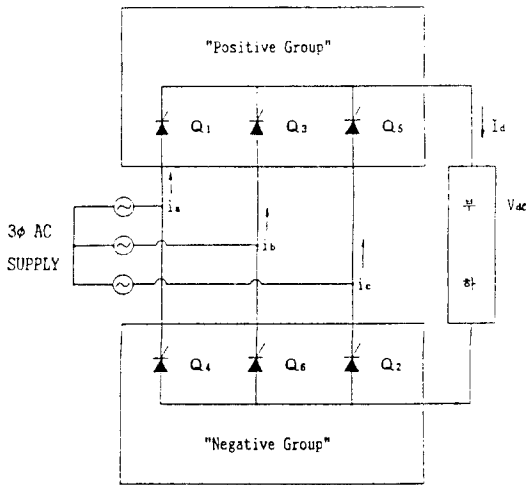 "Positive Group"
Q1 Q3 Q5
Id
ia
ib
ic
3φ AC
SUPPLY
부
하
Vdc
Q4 Q6 Q2
"Negative Group"